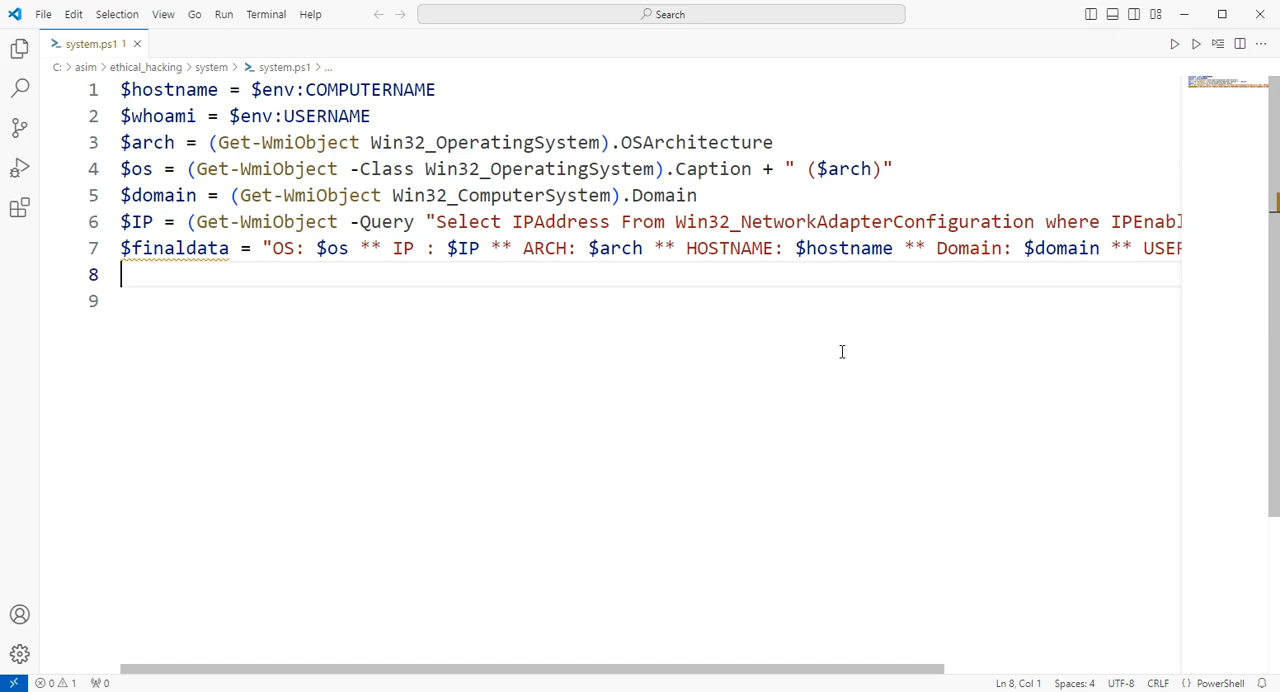 File Edit Selection View Go Run Terminal Help Search
system.ps1 1
C: > asim > ethical_hacking > system > system.ps1 > ...
1 $hostname = $env:COMPUTERNAME
2 $whoami = $env:USERNAME
3 $arch = (Get-WmiObject Win32_OperatingSystem).OSArchitecture
4 $os = (Get-WmiObject -Class Win32_OperatingSystem).Caption + " ($arch)"
5 $domain = (Get-WmiObject Win32_ComputerSystem).Domain
6 $IP = (Get-WmiObject -Query "Select IPAddress From Win32_NetworkAdapterConfiguration where IPEnabl
7 $finaldata = "OS: $os ** IP : $IP ** ARCH: $arch ** HOSTNAME: $hostname ** Domain: $domain ** USER
8
9
0 1 0 Ln 8, Col 1 Spaces: 4 UTF-8 CRLF {} PowerShell